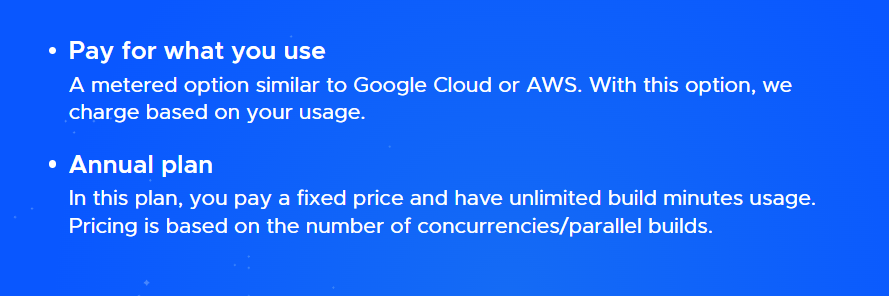 • Pay for what you use
A metered option similar to Google Cloud or AWS. With this option, we
charge based on your usage.
• Annual plan
In this plan, you pay a fixed price and have unlimited build minutes usage.
Pricing is based on the number of concurrencies/parallel builds.